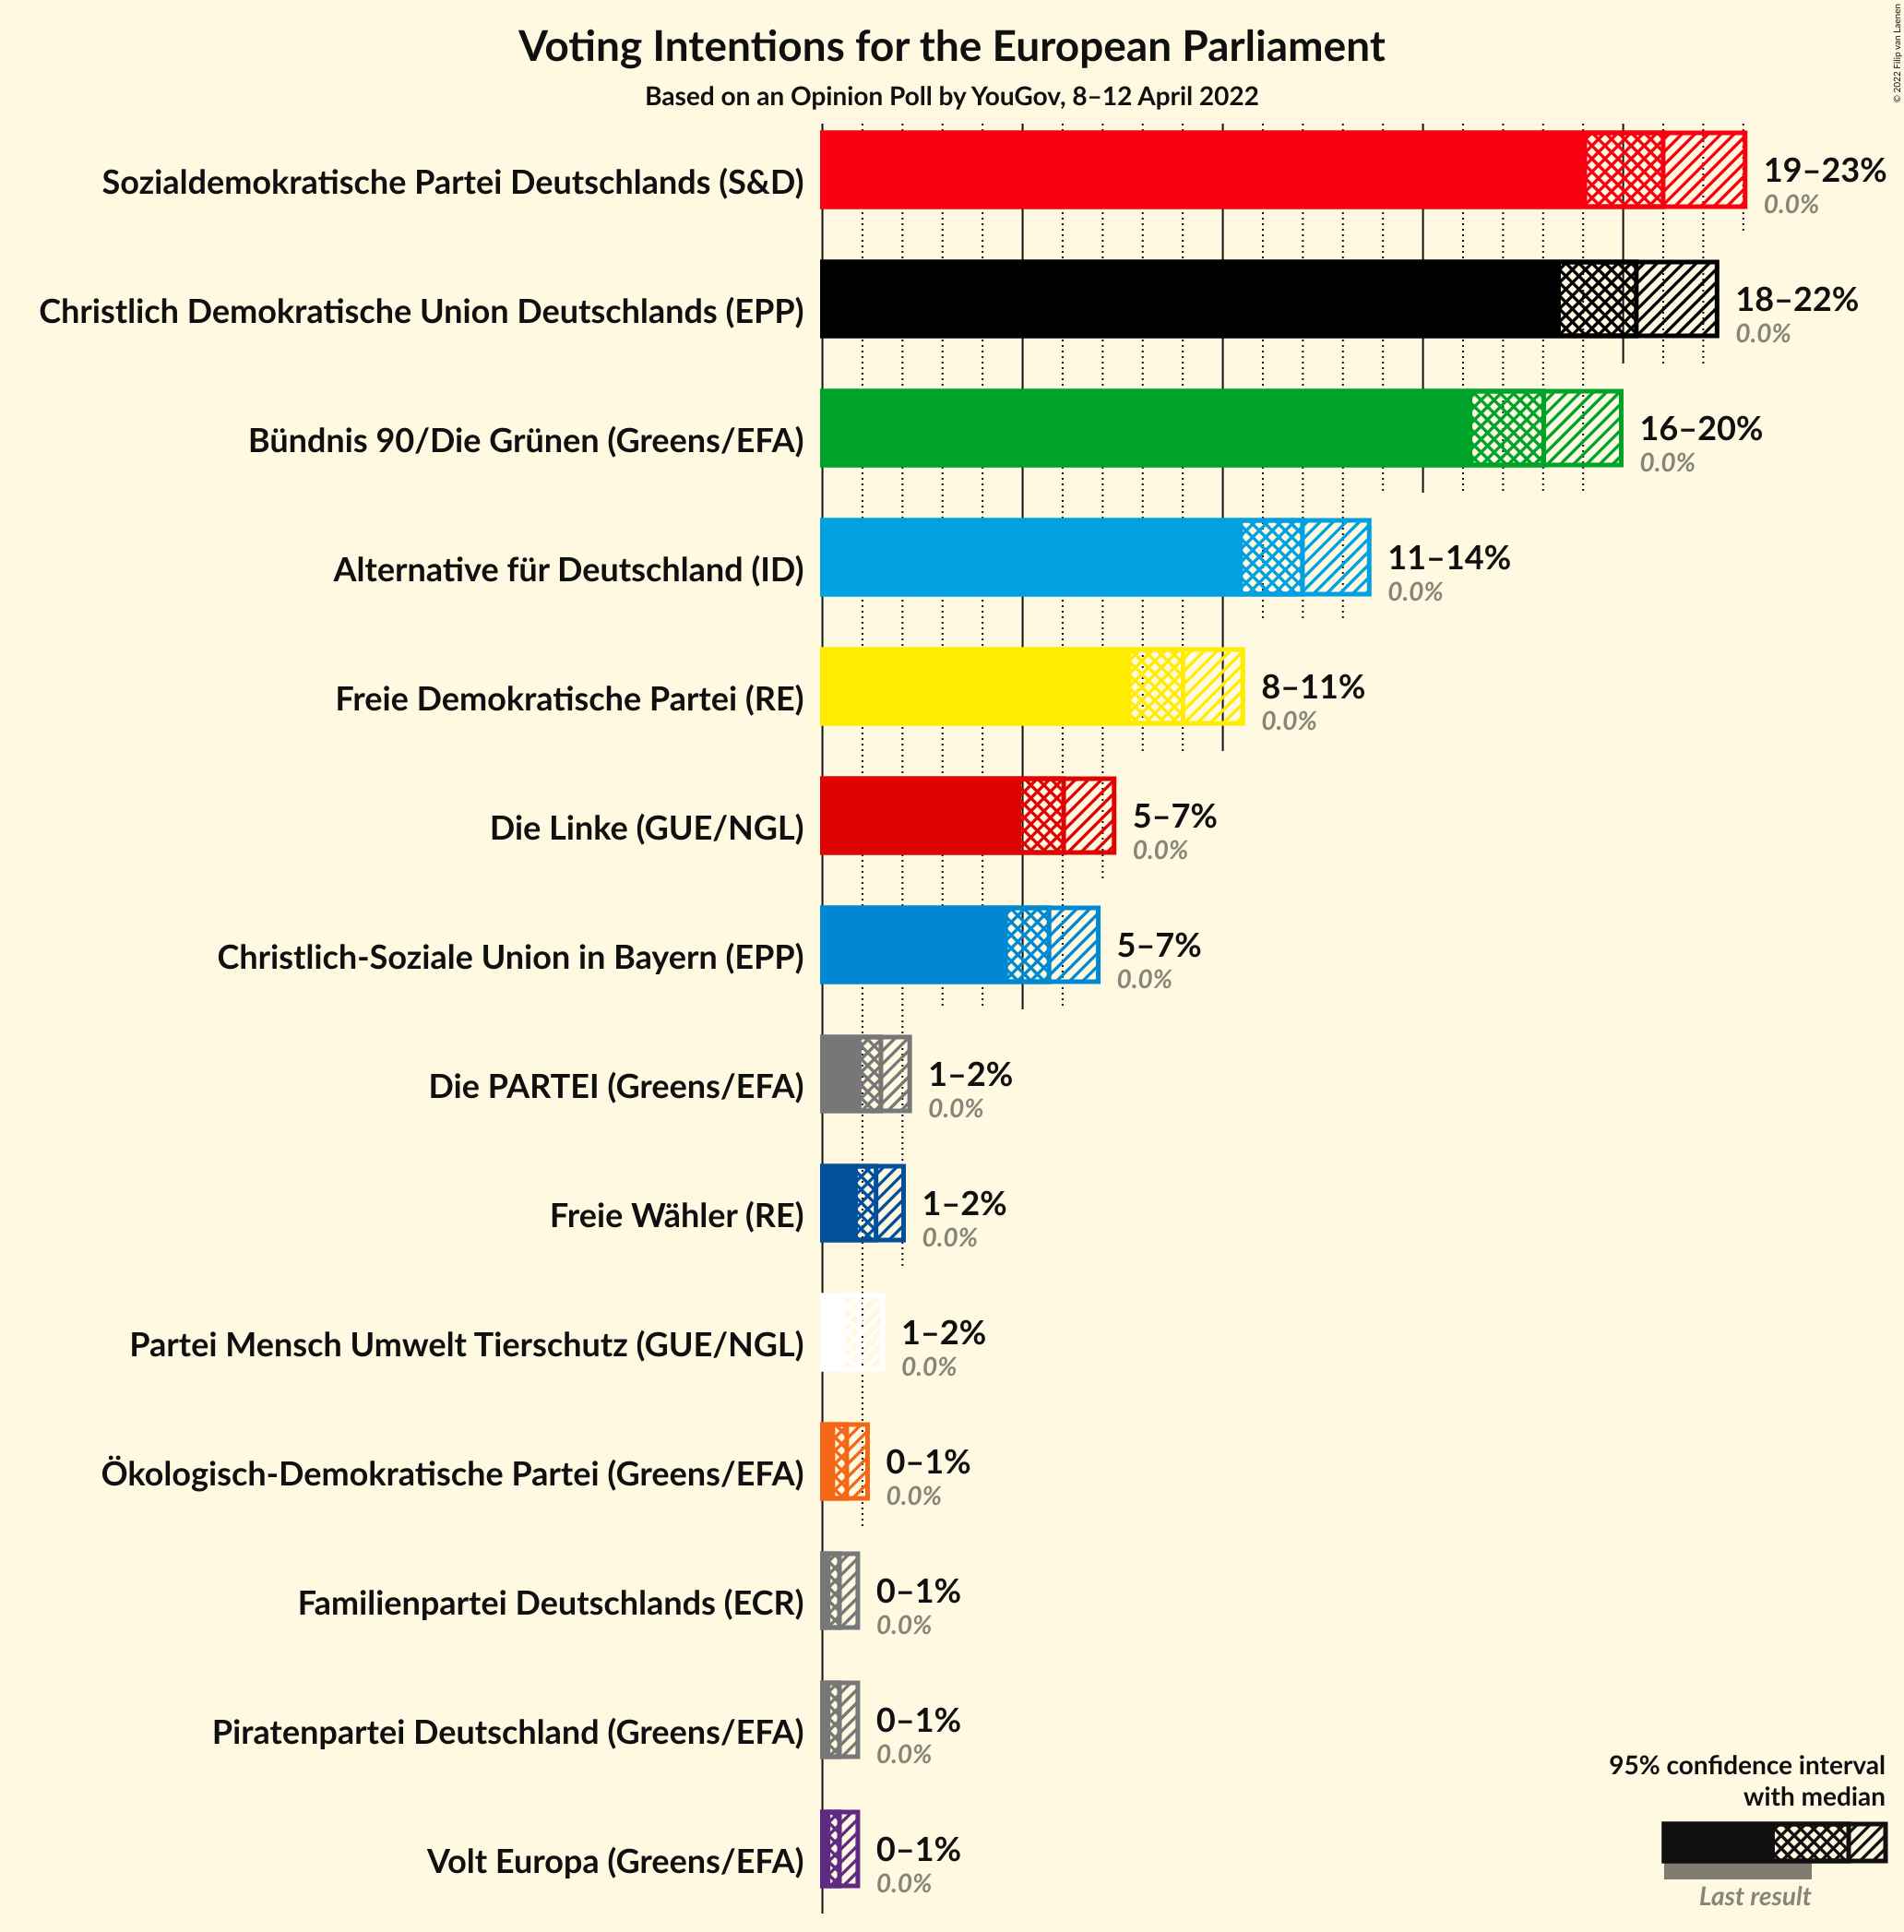 Voting Intentions for the European Parliament
Based on an Opinion Poll by YouGov, 8–12 April 2022
© 2022 Filip van Laenen
Sozialdemokratische Partei Deutschlands (S&D)
19–23%
0.0%
Christlich Demokratische Union Deutschlands (EPP)
18–22%
0.0%
Bündnis 90/Die Grünen (Greens/EFA)
16–20%
0.0%
Alternative für Deutschland (ID)
11–14%
0.0%
Freie Demokratische Partei (RE)
8–11%
0.0%
Die Linke (GUE/NGL)
5–7%
0.0%
Christlich-Soziale Union in Bayern (EPP)
5–7%
0.0%
Die PARTEI (Greens/EFA)
1–2%
0.0%
Freie Wähler (RE)
1–2%
0.0%
Partei Mensch Umwelt Tierschutz (GUE/NGL)
1–2%
0.0%
Ökologisch-Demokratische Partei (Greens/EFA)
0–1%
0.0%
Familienpartei Deutschlands (ECR)
0–1%
0.0%
Piratenpartei Deutschland (Greens/EFA)
0–1%
0.0%
Volt Europa (Greens/EFA)
0–1%
0.0%
95% confidence interval
with median
Last result